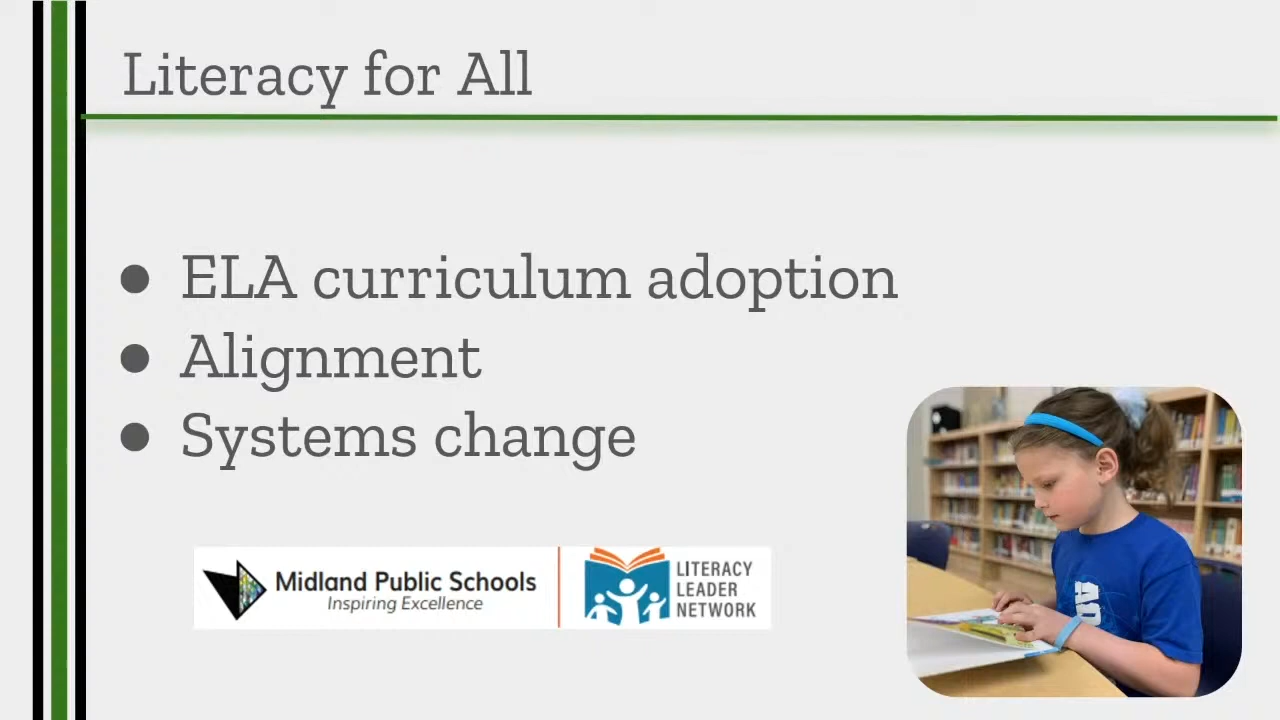 Literacy for All
● ELA curriculum adoption
● Alignment
● Systems change
Midland Public Schools
Inspiring Excellence
LITERACY
LEADER
NETWORK